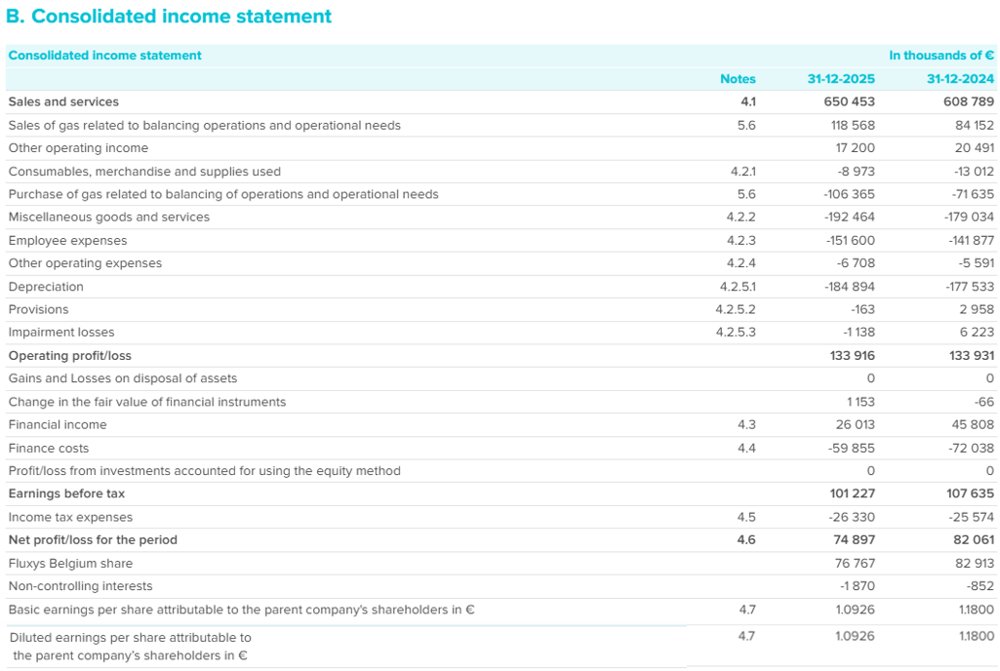 B. Consolidated income statement
Consolidated income statement In thousands of €
Notes 31-12-2025 31-12-2024
Sales and services 4.1 650 453 608 789
Sales of gas related to balancing operations and operational needs 5.6 118 568 84 152
Other operating income 17 200 20 491
Consumables, merchandise and supplies used 4.2.1 -8 973 -13 012
Purchase of gas related to balancing of operations and operational needs 5.6 -106 365 -71 635
Miscellaneous goods and services 4.2.2 -192 464 -179 034
Employee expenses 4.2.3 -151 600 -141 877
Other operating expenses 4.2.4 -6 708 -5 591
Depreciation 4.2.5.1 -184 894 -177 533
Provisions 4.2.5.2 -163 2 958
Impairment losses 4.2.5.3 -1 138 6 223
Operating profit/loss 133 916 133 931
Gains and Losses on disposal of assets 0 0
Change in the fair value of financial instruments 1 153 -66
Financial income 4.3 26 013 45 808
Finance costs 4.4 -59 855 -72 038
Profit/loss from investments accounted for using the equity method 0 0
Earnings before tax 101 227 107 635
Income tax expenses 4.5 -26 330 -25 574
Net profit/loss for the period 4.6 74 897 82 061
Fluxys Belgium share 76 767 82 913
Non-controlling interests -1 870 -852
Basic earnings per share attributable to the parent company's shareholders in € 4.7 1.0926 1.1800
Diluted earnings per share attributable to 4.7 1.0926 1.1800
the parent company's shareholders in €